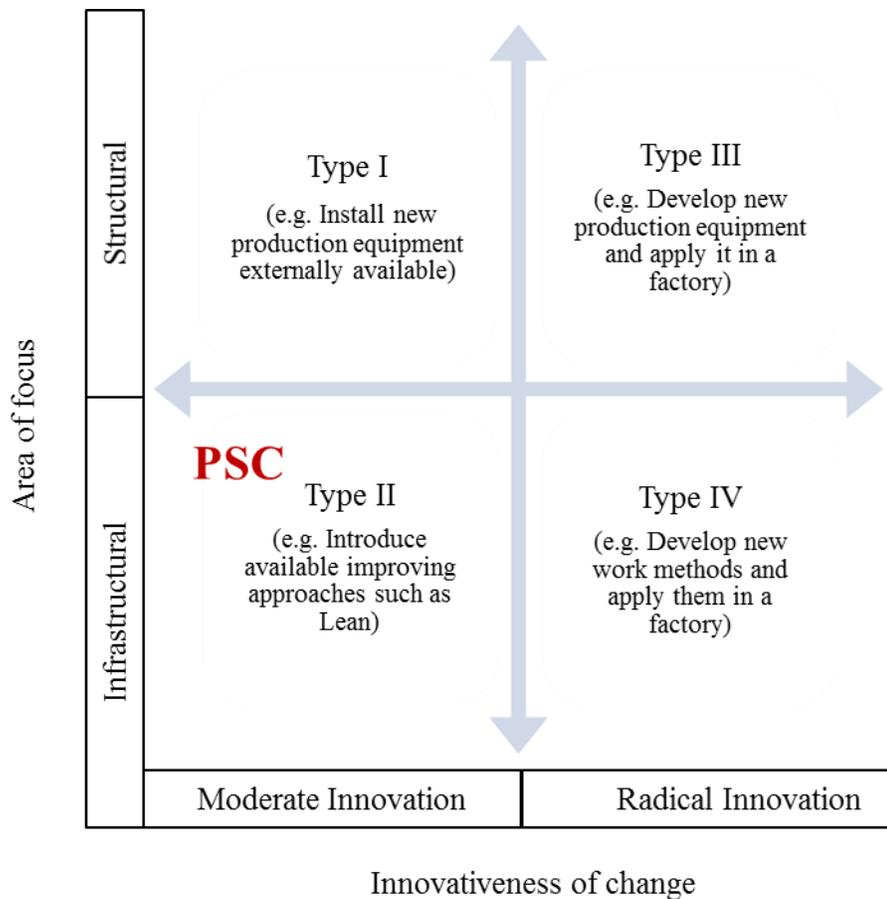 Area of focus
Structural
Infrastructural
Type I
(e.g. Install new
production equipment
externally available)
Type III
(e.g. Develop new
production equipment
and apply it in a
factory)
PSC
Type II
(e.g. Introduce
available improving
approaches such as
Lean)
Type IV
(e.g. Develop new
work methods and
apply them in a
factory)
Moderate Innovation
Radical Innovation
Innovativeness of change